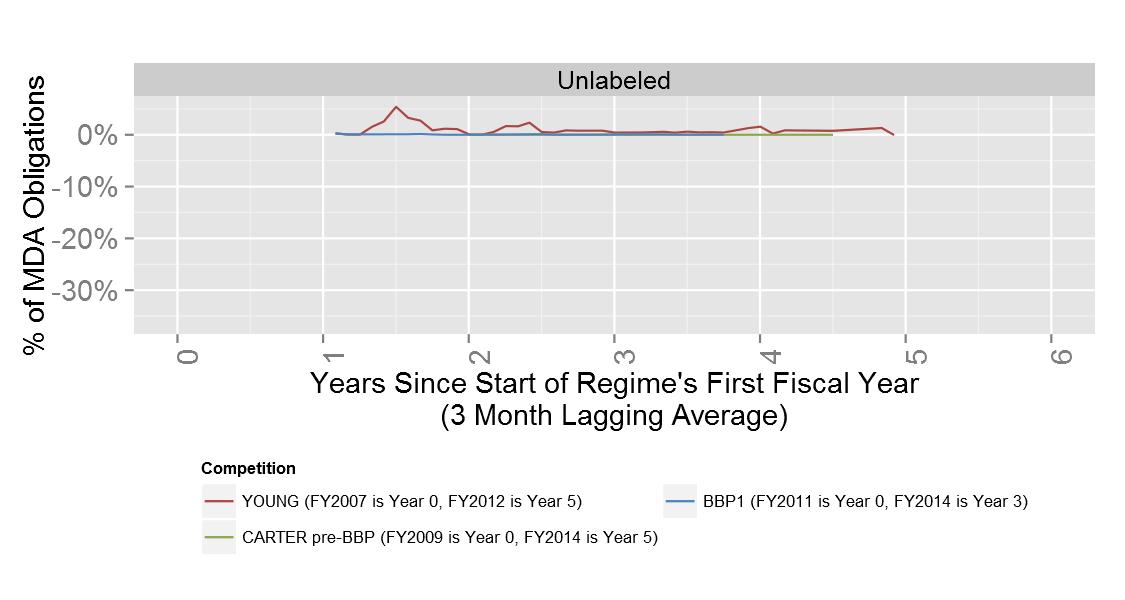 Unlabeled
% of MDA Obligations
0%
-10%
-20%
-30%
0 1 2 3 4 5 6
Years Since Start of Regime's First Fiscal Year
(3 Month Lagging Average)
Competition
YOUNG (FY2007 is Year 0, FY2012 is Year 5)
BBP1 (FY2011 is Year 0, FY2014 is Year 3)
CARTER pre-BBP (FY2009 is Year 0, FY2014 is Year 5)